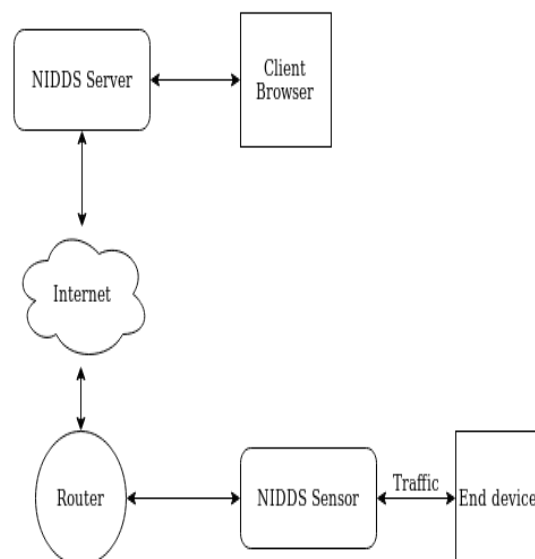 NIDDS Server
Client
Browser
Internet
Router
NIDDS Sensor
Traffic
End device